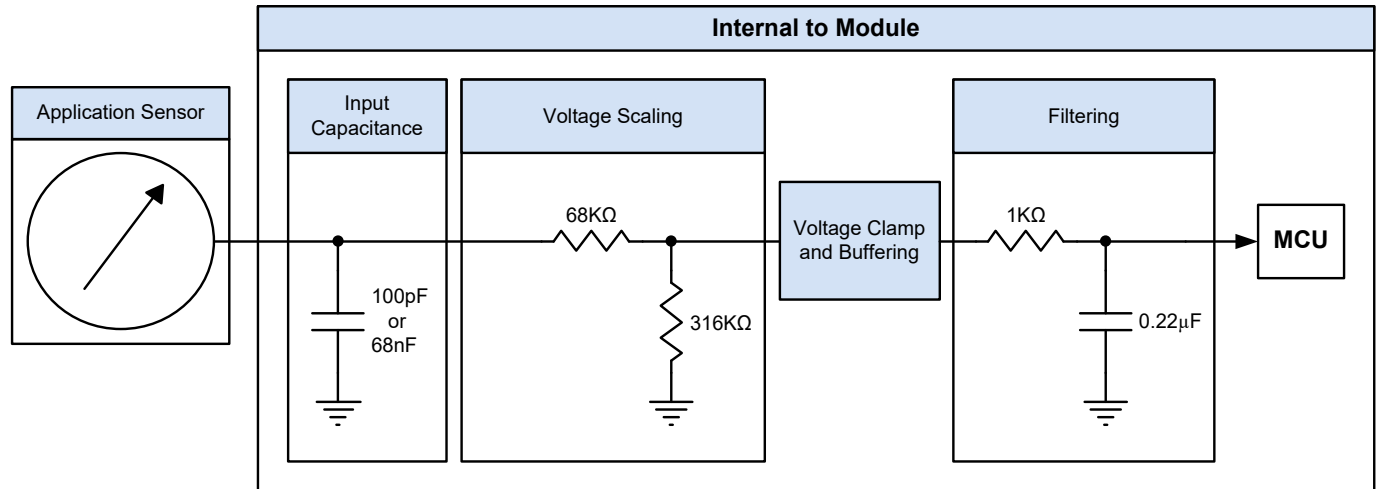 Internal to Module
Application Sensor
Input
Capacitance
Voltage Scaling
Filtering
68KΩ
1KΩ
Voltage Clamp
and Buffering
MCU
100pF
or
68nF
316KΩ
0.22µF